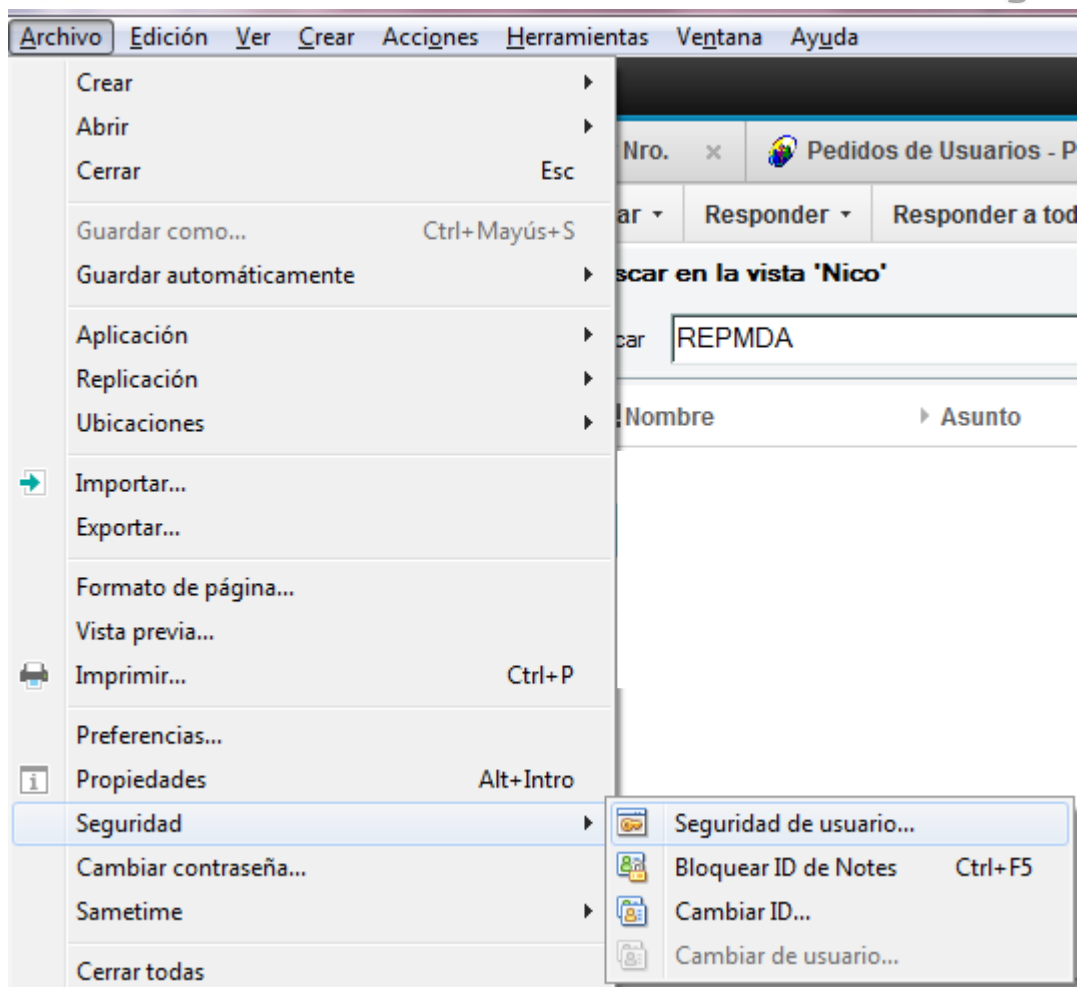 Archivo Edición Ver Crear Acciones Herramientas Ventana Ayuda
Crear
Abrir
Cerrar Esc
Guardar como... Ctrl+Mayús+S
Guardar automáticamente
Aplicación
Replicación
Ubicaciones
Importar...
Exportar...
Formato de página...
Vista previa...
Imprimir... Ctrl+P
Preferencias...
Propiedades Alt+Intro
Seguridad
Cambiar contraseña...
Sametime
Cerrar todas
Nro. Pedidos de Usuarios - P
ar Responder Responder a tod
scar en la vista 'Nico'
car REPMDA
!Nombre Asunto
Seguridad de usuario...
Bloquear ID de Notes Ctrl+F5
Cambiar ID...
Cambiar de usuario...